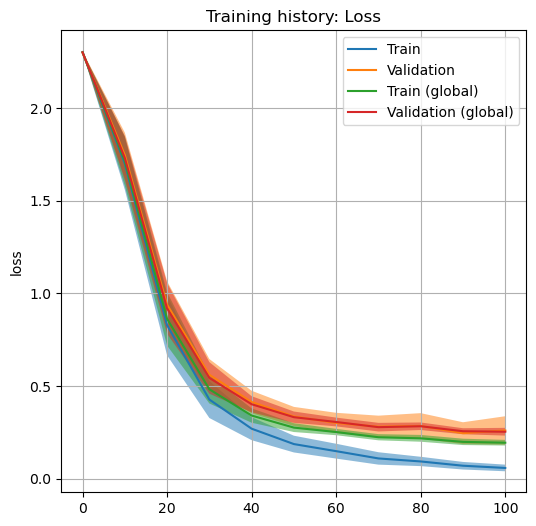 Training history: Loss
Train
Validation
Train (global)
Validation (global)
loss
2.0
1.5
1.0
0.5
0.0
0
20
40
60
80
100